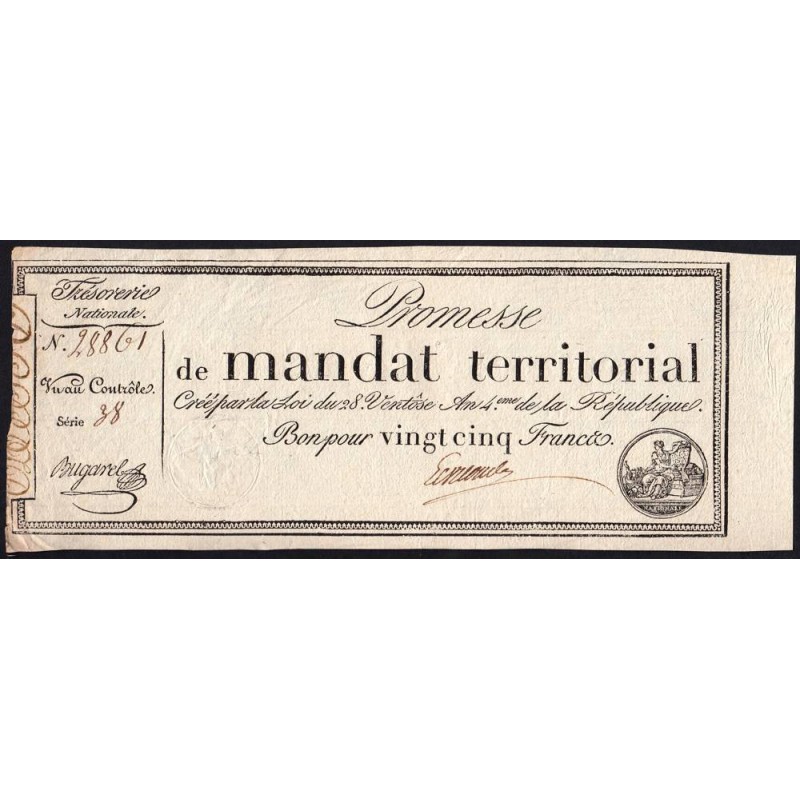 Trésorerie
Nationale.
N. 28861
Vu au Contrôle.
Série 38
Bugarel
Promesse
de mandat territorial
Créé par la Loi du 28. Ventôse An 4.eme de la République.
Bon pour vingt cinq Francs.
NATIONALE